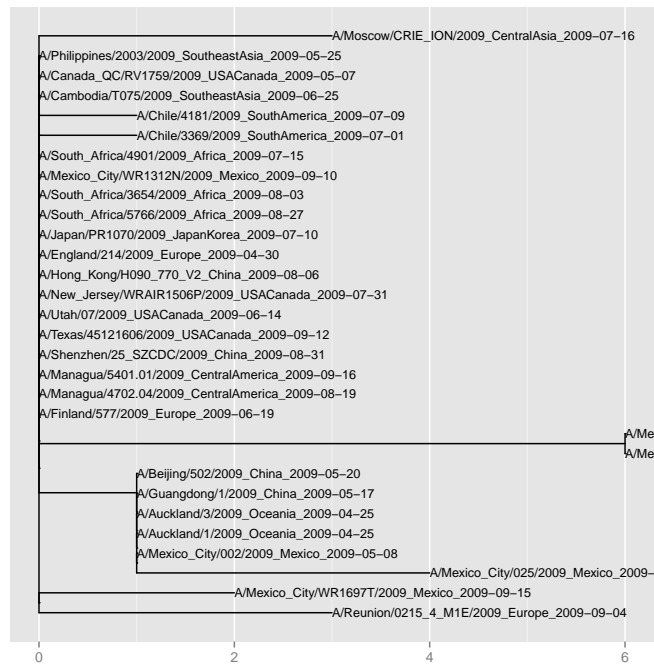 A/Moscow/CRIE_ION/2009_CentralAsia_2009−07−16
A/Philippines/2003/2009_SoutheastAsia_2009−05−25
A/Canada_QC/RV1759/2009_USACanada_2009−05−07
A/Cambodia/T075/2009_SoutheastAsia_2009−06−25
A/Chile/4181/2009_SouthAmerica_2009−07−09
A/Chile/3369/2009_SouthAmerica_2009−07−01
A/South_Africa/4901/2009_Africa_2009−07−15
A/Mexico_City/WR1312N/2009_Mexico_2009−09−10
A/South_Africa/3654/2009_Africa_2009−08−03
A/South_Africa/5766/2009_Africa_2009−08−27
A/Japan/PR1070/2009_JapanKorea_2009−07−10
A/England/214/2009_Europe_2009−04−30
A/Hong_Kong/H090_770_V2_China_2009−08−06
A/New_Jersey/WRAIR1506P/2009_USACanada_2009−07−31
A/Utah/07/2009_USACanada_2009−06−14
A/Texas/45121606/2009_USACanada_2009−09−12
A/Shenzhen/25_SZCDC/2009_China_2009−08−31
A/Managua/5401.01/2009_CentralAmerica_2009−09−16
A/Managua/4702.04/2009_CentralAmerica_2009−08−19
A/Finland/577/2009_Europe_2009−06−19
A/Me
A/Me
A/Beijing/502/2009_China_2009−05−20
A/Guangdong/1/2009_China_2009−05−17
A/Auckland/3/2009_Oceania_2009−04−25
A/Auckland/1/2009_Oceania_2009−04−25
A/Mexico_City/002/2009_Mexico_2009−05−08
A/Mexico_City/025/2009_Mexico_2009−
A/Mexico_City/WR1697T/2009_Mexico_2009−09−15
A/Reunion/0215_4_M1E/2009_Europe_2009−09−04
0 2 4 6